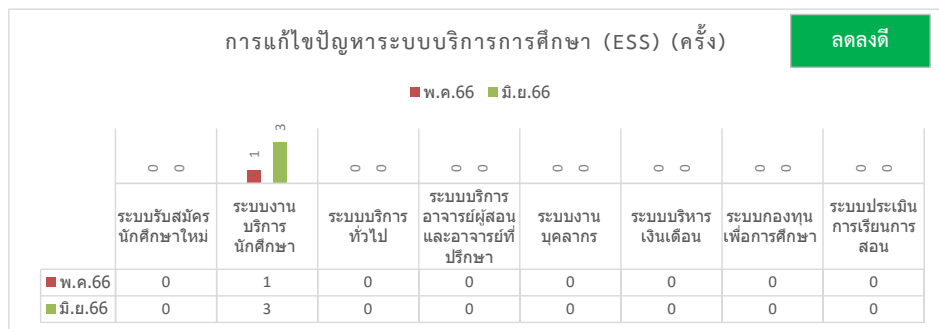 การแก้ไขปัญหาระบบบริการการศึกษา (ESS) (ครั้ง)
ลดลงดี
พ.ค.66 มิ.ย.66
0 0 1 3 0 0 0 0 0 0 0 0 0 0 0 0
ระบบรับสมัคร
นักศึกษาใหม่
ระบบงาน
บริการ
นักศึกษา
ระบบบริการ
ทั่วไป
ระบบบริการ
อาจารย์ผู้สอน
และอาจารย์ที่
ปรึกษา
ระบบงาน
บุคลากร
ระบบบริหาร
เงินเดือน
ระบบกองทุน
เพื่อการศึกษา
ระบบประเมิน
การเรียนการ
สอน
พ.ค.66 0 1 0 0 0 0 0 0
มิ.ย.66 0 3 0 0 0 0 0 0